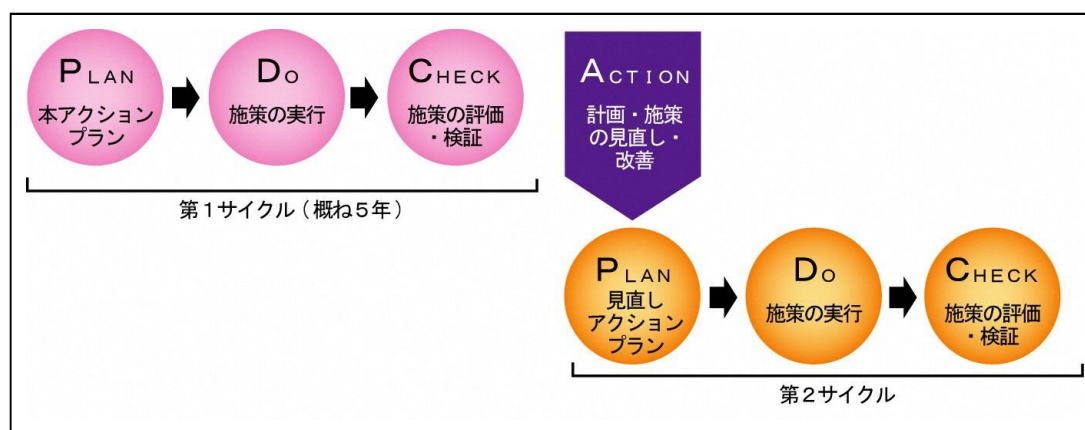 PLAN
本アクション
プラン
DO
施策の実行
CHECK
施策の評価
・検証
第1サイクル（概ね5年）
ACTION
計画・施策
の見直し・
改善
PLAN
見直し
アクション
プラン
DO
施策の実行
CHECK
施策の評価
・検証
第2サイクル